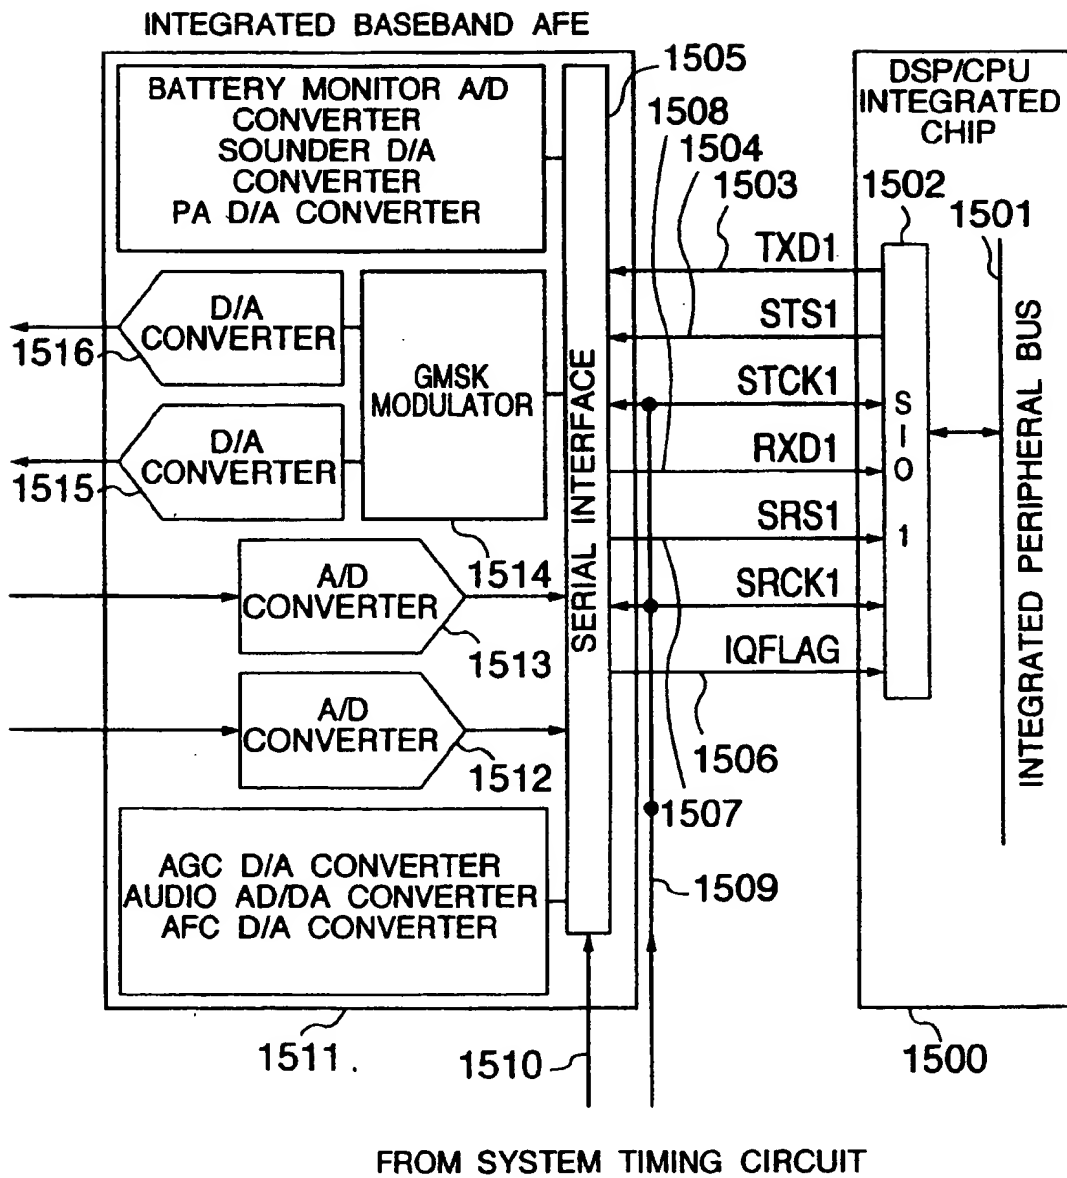 INTEGRATED BASEBAND AFE
BATTERY MONITOR A/D
CONVERTER
SOUNDER D/A
CONVERTER
PA D/A CONVERTER
1505
1508
1504
1503
DSP/CPU
INTEGRATED
CHIP
1502
1501
TXD1
STS1
STCK1
RXD1
SRS1
SRCK1
IQFLAG
D/A
CONVERTER
1516
D/A
CONVERTER
1515
GMSK
MODULATOR
1514
SERIAL INTERFACE
SIO 1
INTEGRATED PERIPHERAL BUS
A/D
CONVERTER
1513
A/D
CONVERTER
1512
1506
1507
1509
AGC D/A CONVERTER
AUDIO AD/DA CONVERTER
AFC D/A CONVERTER
1511.
1510
1500
FROM SYSTEM TIMING CIRCUIT